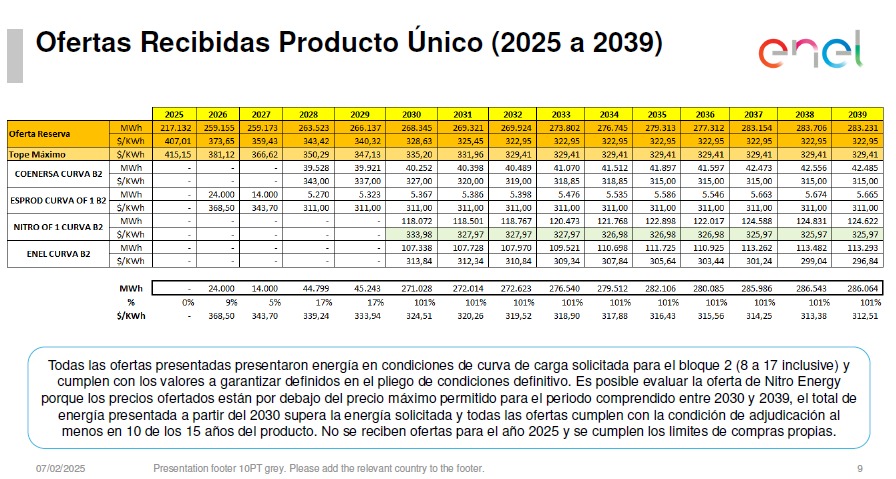 Ofertas Recibidas Producto Único (2025 a 2039)
enel
2025 2026 2027 2028 2029 2030 2031 2032 2033 2034 2035 2036 2037 2038 2039
Oferta Reserva MWh 217.132 259.155 259.173 263.523 266.137 268.345 269.321 269.924 273.802 276.745 279.313 277.312 283.154 283.706 283.231
$/KWh 407,01 373,65 359,43 343,42 340,32 328,63 325,45 322,95 322,95 322,95 322,95 322,95 322,95 322,95 322,95
Tope Máximo $/KWh 415,15 381,12 366,62 350,29 347,13 335,20 331,96 329,41 329,41 329,41 329,41 329,41 329,41 329,41 329,41
COENERSA CURVA B2 MWh - - - 39.528 39.921 40.252 40.398 40.489 41.070 41.512 41.897 41.597 42.473 42.556 42.485
$/KWh - - - 343,00 337,00 327,00 320,00 319,00 318,85 318,85 315,00 315,00 315,00 315,00 315,00
ESPROD CURVA OF 1 B2 MWh - 24.000 14.000 5.270 5.323 5.367 5.386 5.398 5.476 5.535 5.586 5.546 5.663 5.674 5.665
$/KWh - 368,50 343,70 311,00 311,00 311,00 311,00 311,00 311,00 311,00 311,00 311,00 311,00 311,00 311,00
NITRO OF 1 CURVA B2 MWh - - - - - 118.072 118.501 118.767 120.473 121.768 122.898 122.017 124.588 124.831 124.622
$/KWh - - - - - 333,98 327,97 327,97 327,97 326,98 326,98 326,98 325,97 325,97 325,97
ENEL CURVA B2 MWh - - - - - 107.338 107.728 107.970 109.521 110.698 111.725 110.925 113.262 113.482 113.293
$/KWh - - - - - 313,84 312,34 310,84 309,34 307,84 305,64 303,44 301,24 299,04 296,84
MWh - 24.000 14.000 44.799 45.243 271.028 272.014 272.623 276.540 279.512 282.106 280.085 285.986 286.543 286.064
% 0% 9% 5% 17% 17% 101% 101% 101% 101% 101% 101% 101% 101% 101% 101%
$/KWh - 368,50 343,70 339,24 333,94 324,51 320,26 319,52 318,90 317,88 316,43 315,56 314,25 313,38 312,51
Todas las ofertas presentadas presentaron energía en condiciones de curva de carga solicitada para el bloque 2 (8 a 17 inclusive) y
cumplen con los valores a garantizar definidos en el pliego de condiciones definitivo. Es posible evaluar la oferta de Nitro Energy
porque los precios ofertados están por debajo del precio máximo permitido para el periodo comprendido entre 2030 y 2039, el total de
energía presentada a partir del 2030 supera la energía solicitada y todas las ofertas cumplen con la condición de adjudicación al
menos en 10 de los 15 años del producto. No se reciben ofertas para el año 2025 y se cumplen los limites de compras propias.
07/02/2025 Presentation footer 10PT grey. Please add the relevant country to the footer. 9